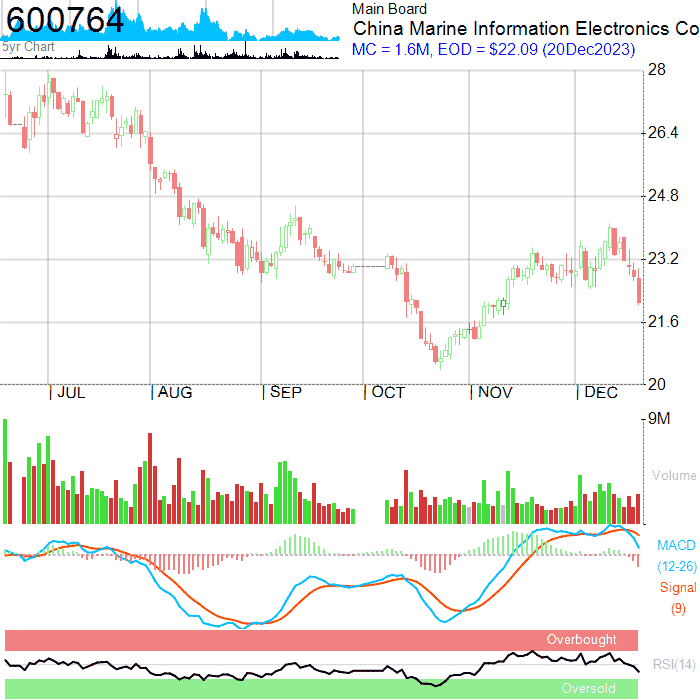 600764
5yr Chart
Main Board
China Marine Information Electronics Co
MC = 1.6M, EOD = $22.09 (20Dec2023)
28
26.4
24.8
23.2
21.6
20
JUL AUG SEP OCT NOV DEC
9M
Volume
MACD
(12-26)
Signal
(9)
Overbought
RSI(14)
Oversold